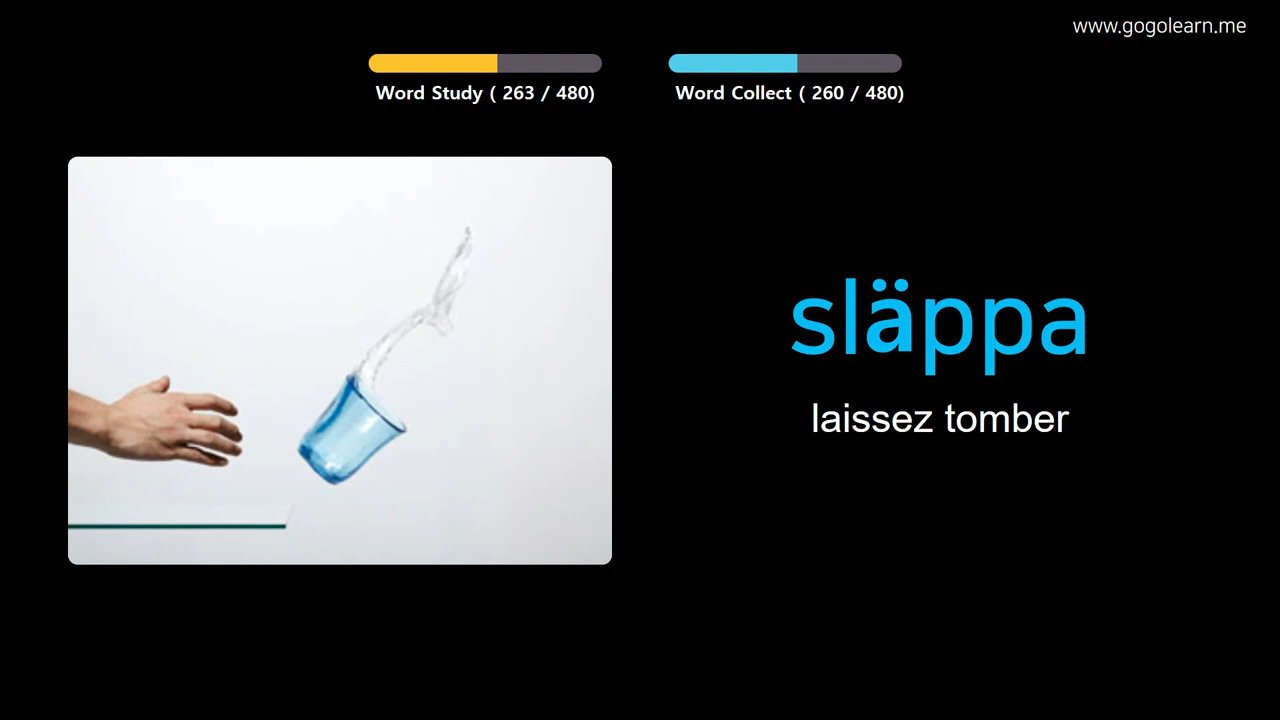 www.gogolearn.me
Word Study ( 263 / 480)
Word Collect ( 260 / 480)
släppa
laissez tomber